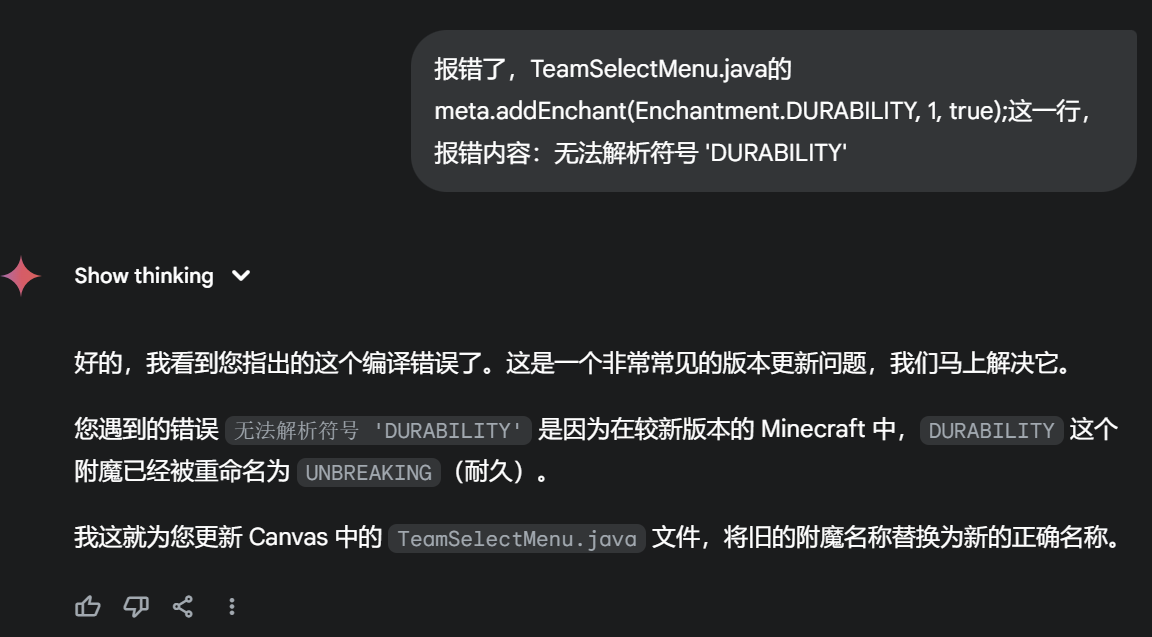 报错了，TeamSelectMenu.java的
meta.addEnchant(Enchantment.DURABILITY, 1, true);这一行，
报错内容：无法解析符号 'DURABILITY'
Show thinking
好的，我看到您指出的这个编译错误了。这是一个非常常见的版本更新问题，我们马上解决它。
您遇到的错误 无法解析符号 'DURABILITY' 是因为在较新版本的 Minecraft 中，DURABILITY 这个
附魔已经被重命名为 UNBREAKING（耐久）。
我这就为您更新 Canvas 中的 TeamSelectMenu.java 文件，将旧的附魔名称替换为新的正确名称。